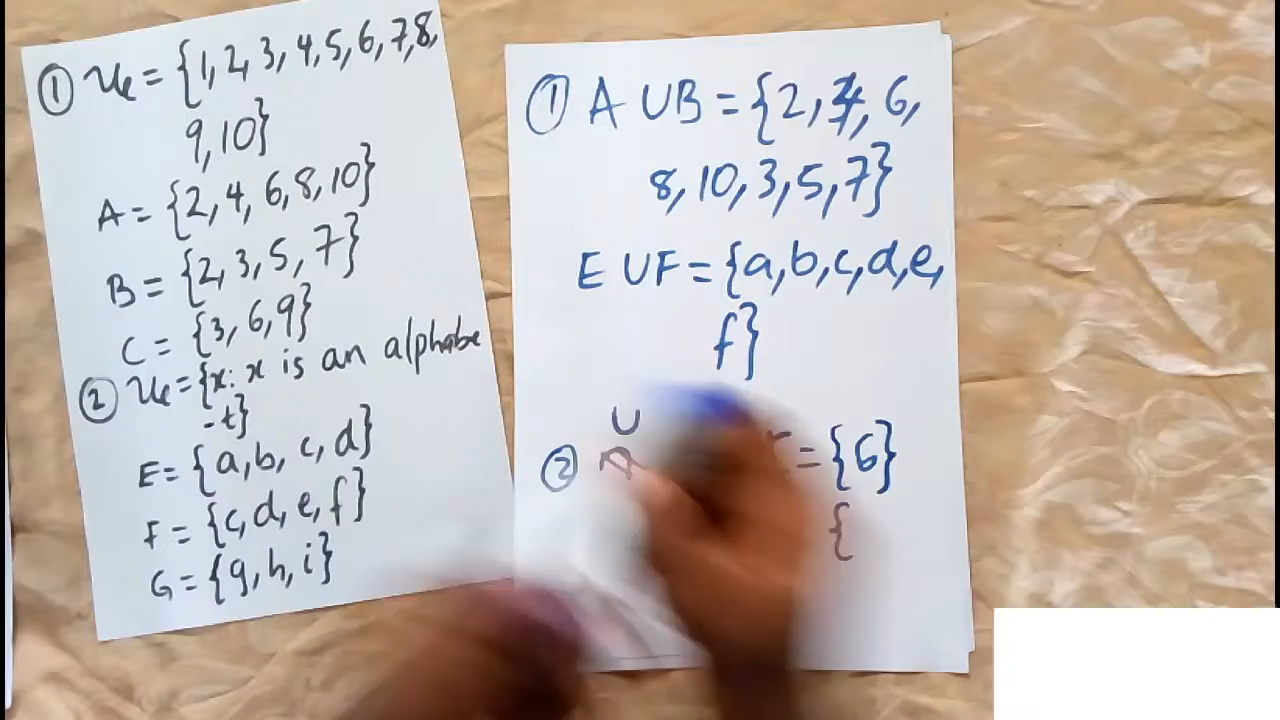 ① 𝒰 = {1, 2, 3, 4, 5, 6, 7, 8,
9, 10}
A = {2, 4, 6, 8, 10}
B = {2, 3, 5, 7}
C = {3, 6, 9}
② 𝒰 = {x: x is an alphabe
-t}
E = {a, b, c, d}
F = {c, d, e, f}
G = {g, h, i}
① A ∪ B = {2, 4, 6,
8, 10, 3, 5, 7}
E ∪ F = {a, b, c, d, e,
f}
② = {6}
{